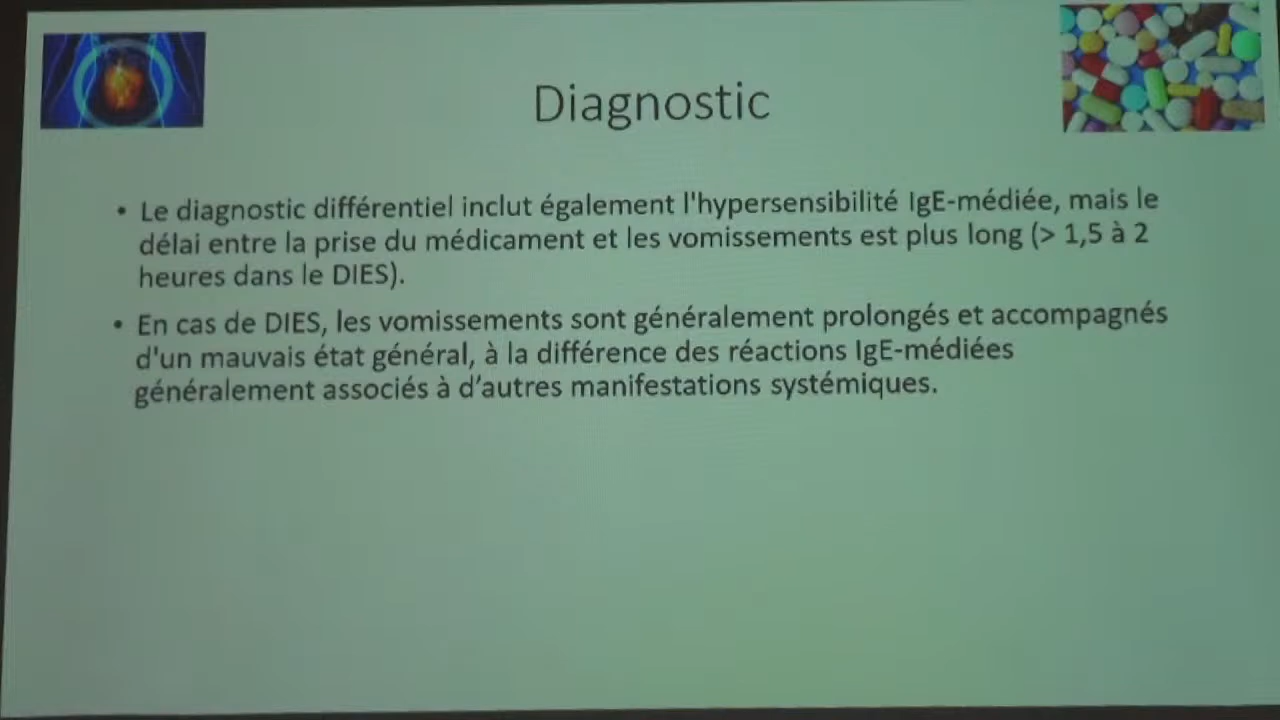 Diagnostic
• Le diagnostic différentiel inclut également l'hypersensibilité IgE-médiée, mais le
délai entre la prise du médicament et les vomissements est plus long (> 1,5 à 2
heures dans le DIES).
• En cas de DIES, les vomissements sont généralement prolongés et accompagnés
d'un mauvais état général, à la différence des réactions IgE-médiées
généralement associés à d’autres manifestations systémiques.